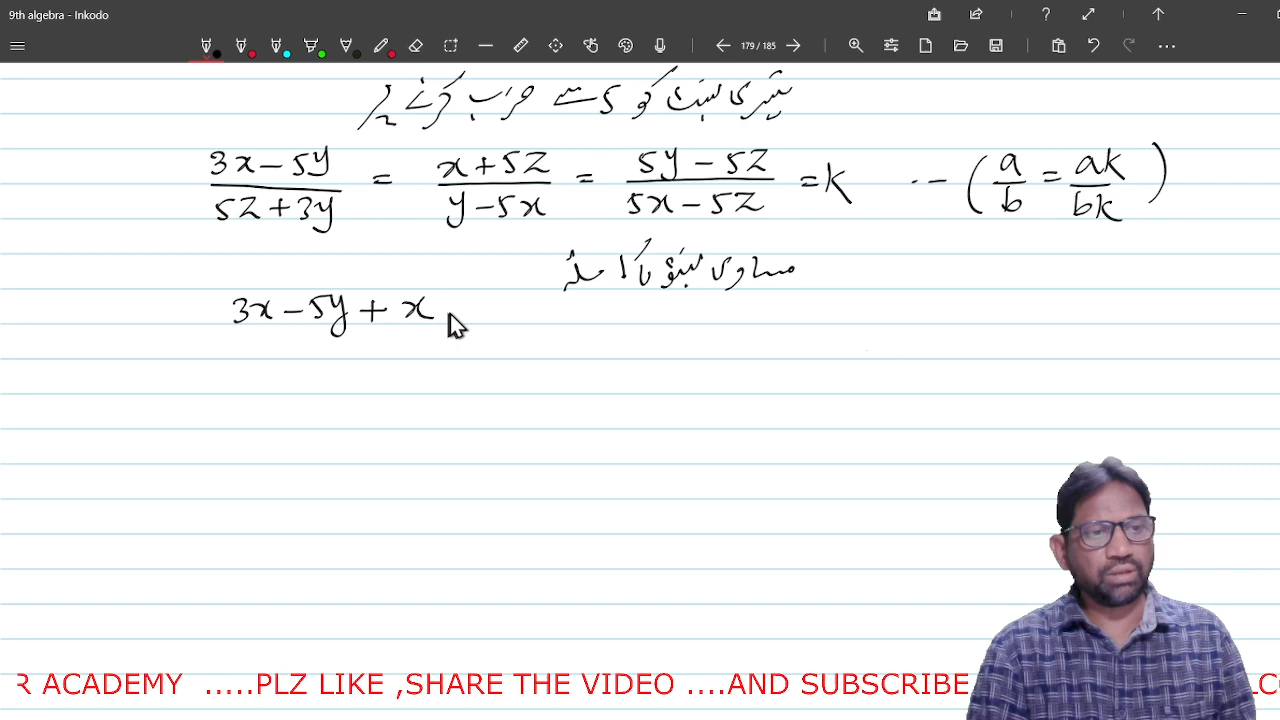 9th algebra - Inkodo
179 / 185
تیسری نسبت کو 5 سے ضرب کرنے پر
3x-5y/5z+3y = x+5z/y-5x = 5y-5z/5x-5z = k -- (a/b = ak/bk)
مساوی نسبتوں کا مسئلہ
3x-5y+x
R ACADEMY .....PLZ LIKE ,SHARE THE VIDEO ....AND SUBSCRIBE